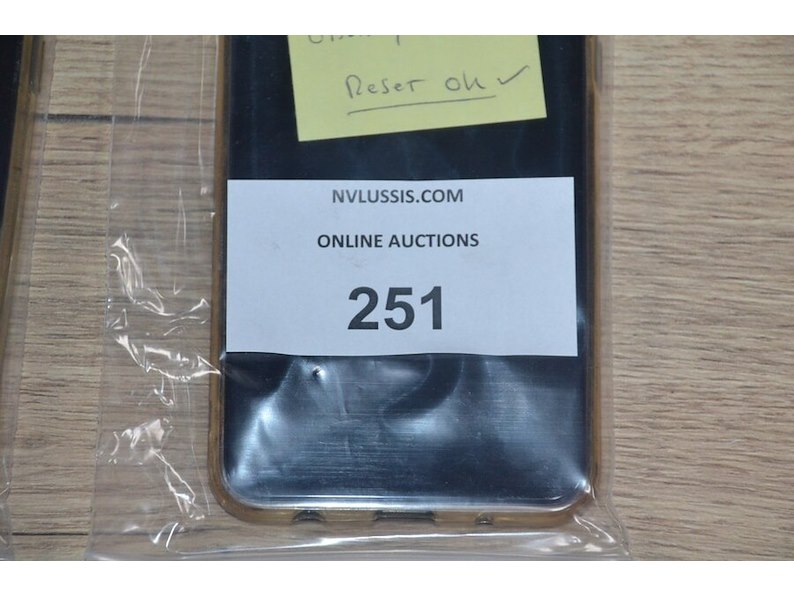 Reset ok ✓
NVLUSSIS.COM
ONLINE AUCTIONS
251